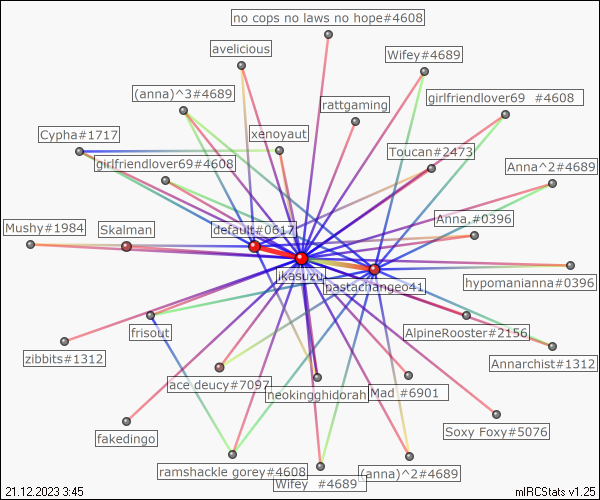 no cops no laws no hope#4608
avelicious
Wifey#4689
(anna)^3#4689
rattgaming
girlfriendlover69 #4608
Cypha#1717
xenoyaut
Toucan#2473
girlfriendlover69#4608
Anna^2#4689
Mushy#1984
Skalman
default#0617
Anna.#0396
ikasuzu
pastachangeo41
hypomanianna#0396
frisout
AlpineRooster#2156
zibbits#1312
Annarchist#1312
ace deucy#7097
neokingghidorah
Mad #6901
Soxy Foxy#5076
fakedingo
ramshackle gorey#4608
Wifey #4689
(anna)^2#4689
21.12.2023 3:45
mIRCStats v1.25